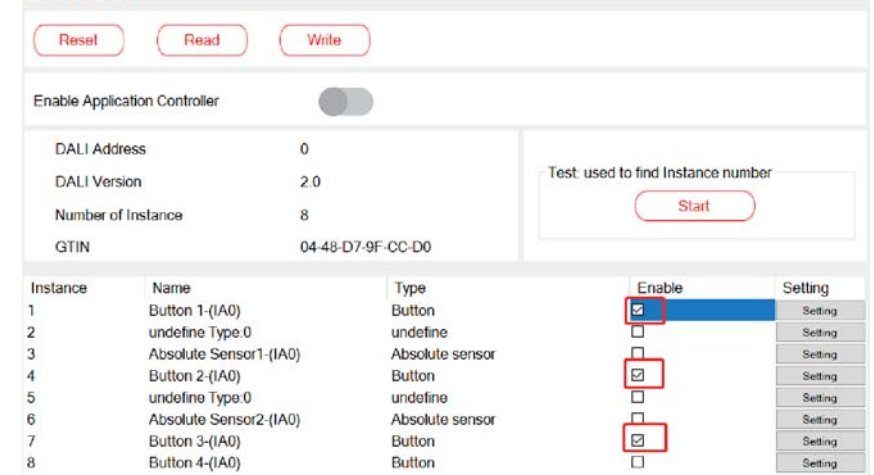 Reset Read Write
Enable Application Controller
DALI Address 0
DALI Version 2.0
Number of Instance 8
GTIN 04-48-D7-9F-CC-D0
Test: used to find Instance number
Start
Instance Name Type Enable Setting
1 Button 1-(IA0) Button Setting
2 undefine Type:0 undefine Setting
3 Absolute Sensor1-(IA0) Absolute sensor Setting
4 Button 2-(IA0) Button Setting
5 undefine Type:0 undefine Setting
6 Absolute Sensor2-(IA0) Absolute sensor Setting
7 Button 3-(IA0) Button Setting
8 Button 4-(IA0) Button Setting